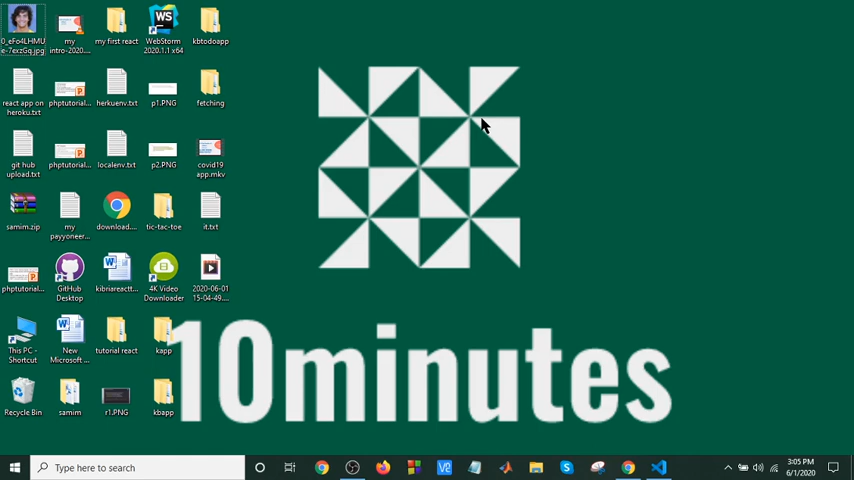 0_eFo4LHMU
e-7exzGq.jpg
my
intro-2020....
my first react
WebStorm
2020.1.1 x64
kbtodoapp
react app on
heroku.txt
phptutorial...
herkuenv.txt
p1.PNG
fetching
git hub
upload.txt
phptutorial...
localenv.txt
p2.PNG
covid19
app.mkv
samim.zip
my
payyoneer...
download....
tic-tac-toe
it.txt
phptutorial...
GitHub
Desktop
kibriareactt...
4K Video
Downloader
2020-06-01
15-04-49....
This PC -
Shortcut
New
Microsoft ...
tutorial react
kapp
Recycle Bin
samim
r1.PNG
kbapp
10minutes
Type here to search
3:05 PM
6/1/2020